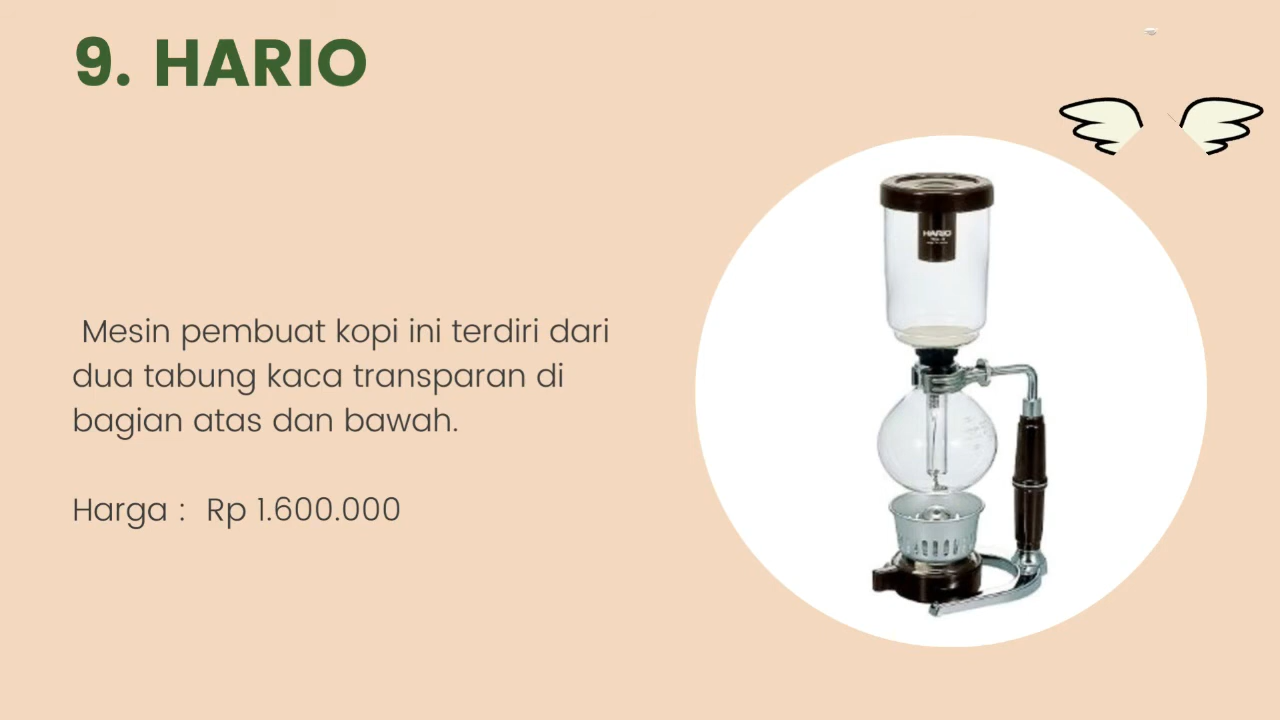 9. HARIO
Mesin pembuat kopi ini terdiri dari
dua tabung kaca transparan di
bagian atas dan bawah.
Harga : Rp 1.600.000
HARIO